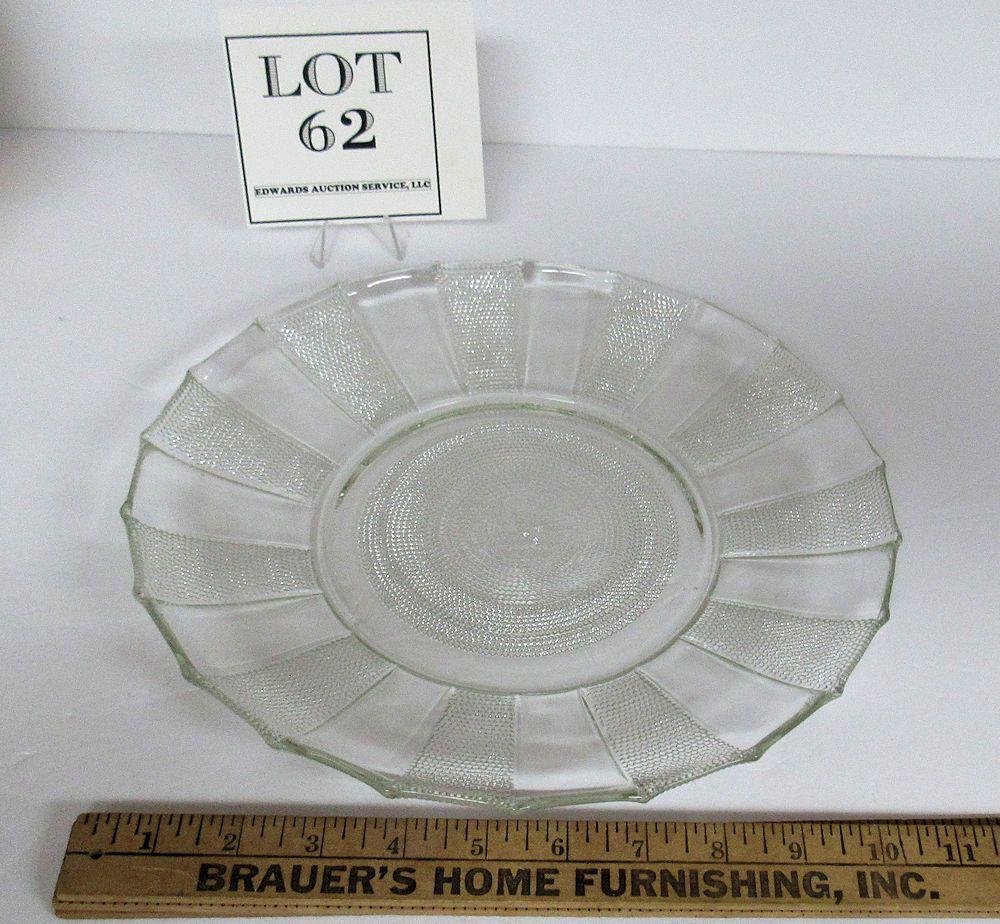 LOT
62
EDWARDS AUCTION SERVICE, LLC
1 2 3 4 5 6 7 8 9 10 11
BRAUER'S HOME FURNISHING, INC.